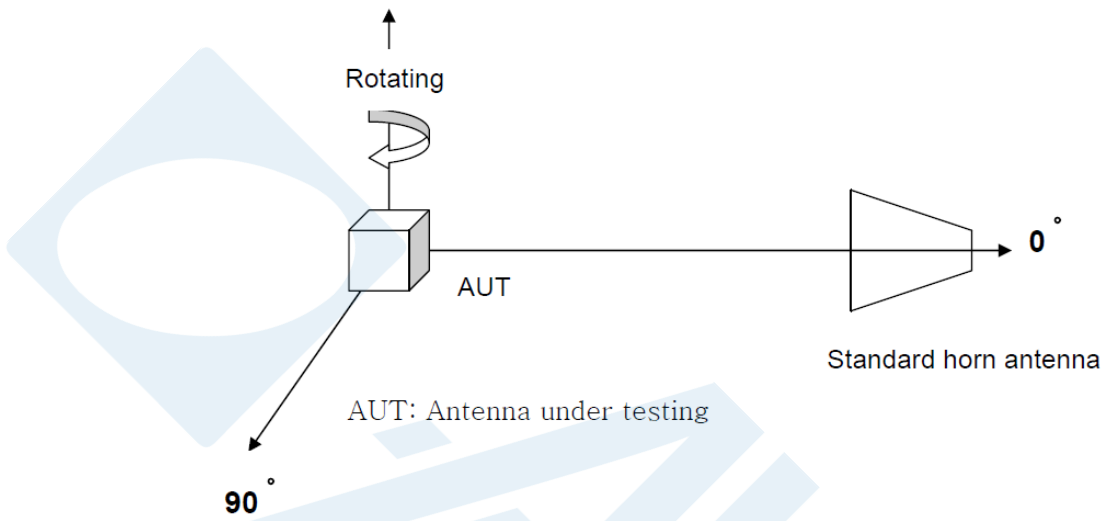 Rotating
0°
AUT
Standard horn antenna
AUT: Antenna under testing
90°